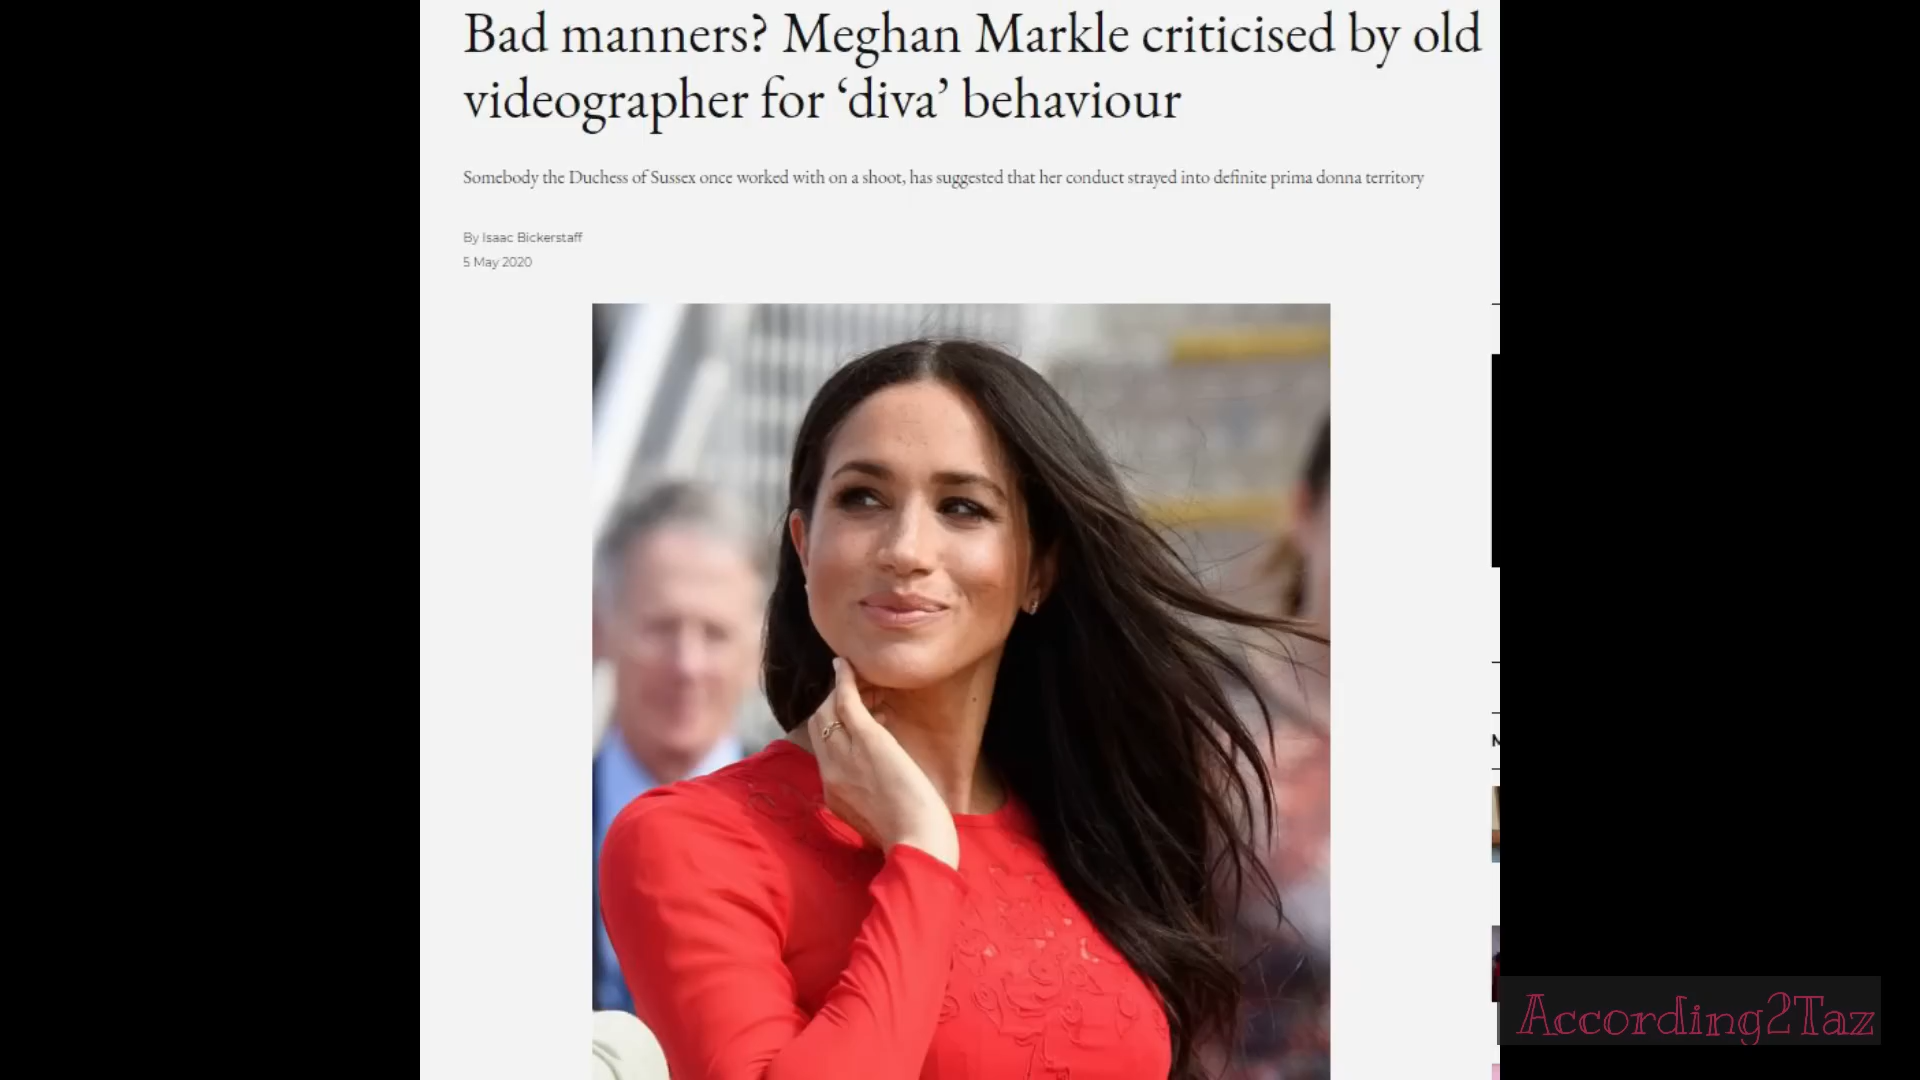 Bad manners? Meghan Markle criticised by old
videographer for ‘diva’ behaviour
Somebody the Duchess of Sussex once worked with on a shoot, has suggested that her conduct strayed into definite prima donna territory
By Isaac Bickerstaff
5 May 2020
According2Taz